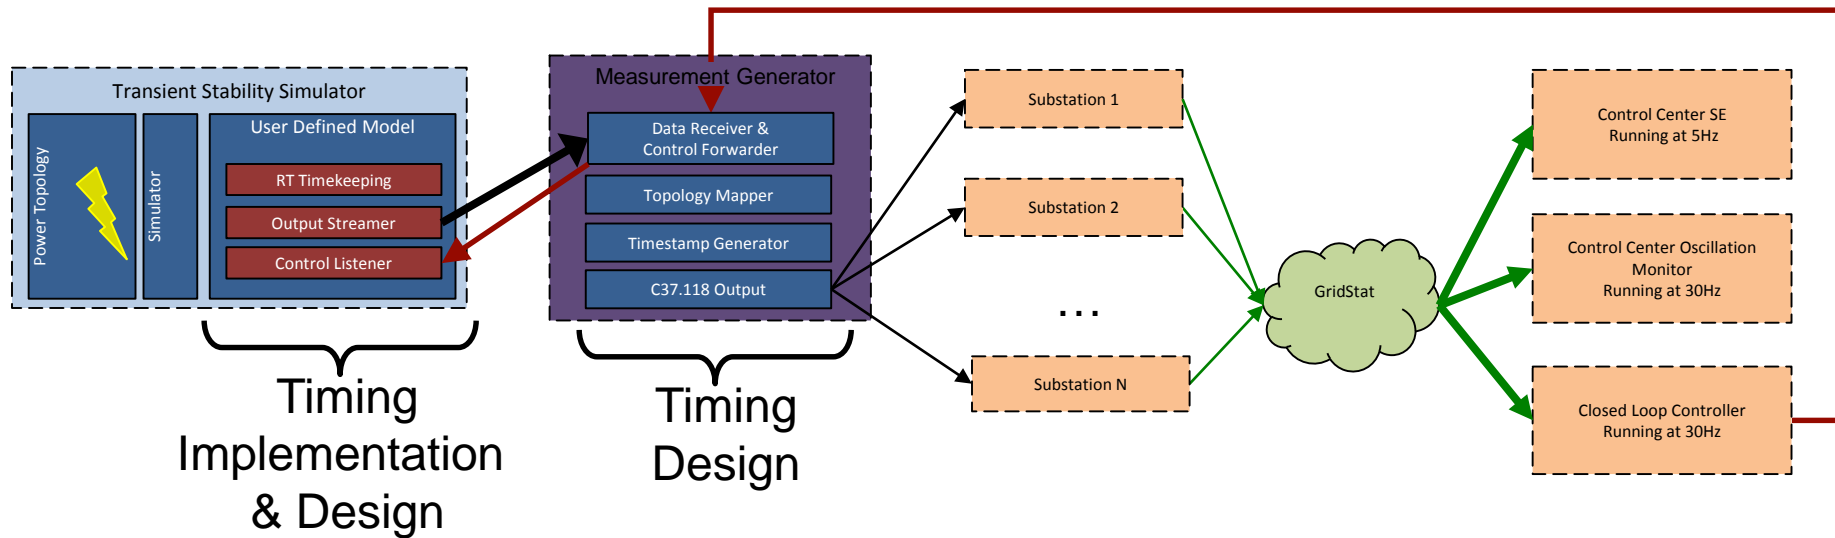 Transient Stability Simulator
Power Topology
Simulator
User Defined Model
RT Timekeeping
Output Streamer
Control Listener
Timing
Implementation
& Design
Measurement Generator
Data Receiver &
Control Forwarder
Topology Mapper
Timestamp Generator
C37.118 Output
Timing
Design
Substation 1
Substation 2
...
Substation N
GridStat
Control Center SE
Running at 5Hz
Control Center Oscillation
Monitor
Running at 30Hz
Closed Loop Controller
Running at 30Hz